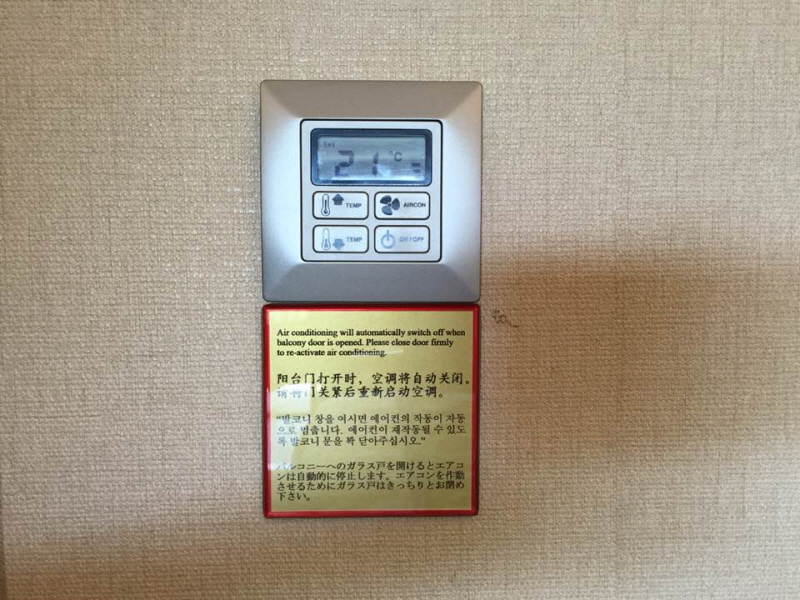 Set
21 °C
TEMP
AIRCON
TEMP
ON / OFF
Air conditioning will automatically switch off when
balcony door is opened. Please close door firmly
to re-activate air conditioning.
阳台门打开时，空调将自动关闭。
请将门关紧后重新启动空调。
"발코니 창을 여시면 에어컨의 작동이 자동
으로 멈춥니다. 에어컨이 재작동될 수 있도
록 발코니 문을 꽉 닫아주십시오."
バルコニーへのガラス戸を開けるとエアコ
ンは自動的に停止します。エアコンを作動
させるためにガラス戸はきっちりとお閉め
下さい。